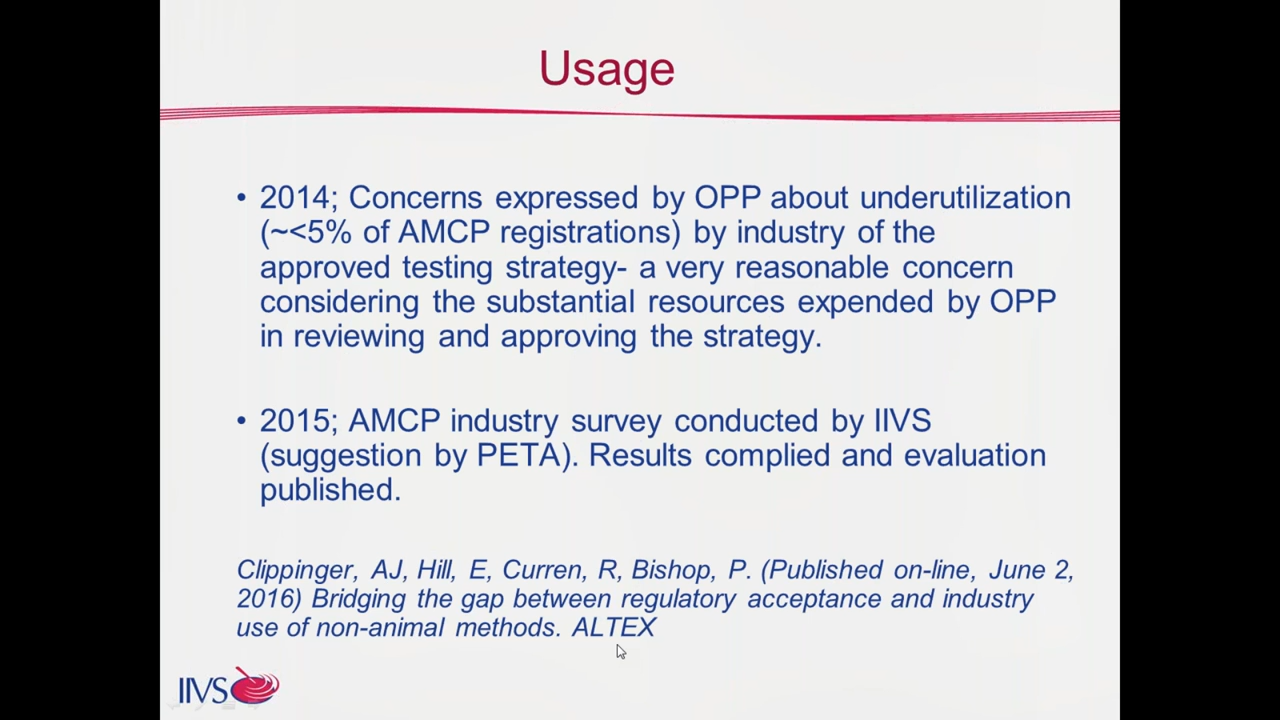 Usage
• 2014; Concerns expressed by OPP about underutilization
(~<5% of AMCP registrations) by industry of the
approved testing strategy- a very reasonable concern
considering the substantial resources expended by OPP
in reviewing and approving the strategy.
• 2015; AMCP industry survey conducted by IIVS
(suggestion by PETA). Results complied and evaluation
published.
Clippinger, AJ, Hill, E, Curren, R, Bishop, P. (Published on-line, June 2,
2016) Bridging the gap between regulatory acceptance and industry
use of non-animal methods. ALTEX
IIVS